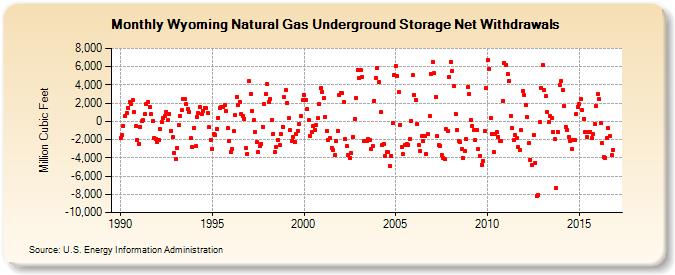 Monthly Wyoming Natural Gas Underground Storage Net Withdrawals
Million Cubic Feet
8,000
6,000
4,000
2,000
0
-2,000
-4,000
-6,000
-8,000
-10,000
1990 1995 2000 2005 2010 2015
Source: U.S. Energy Information Administration